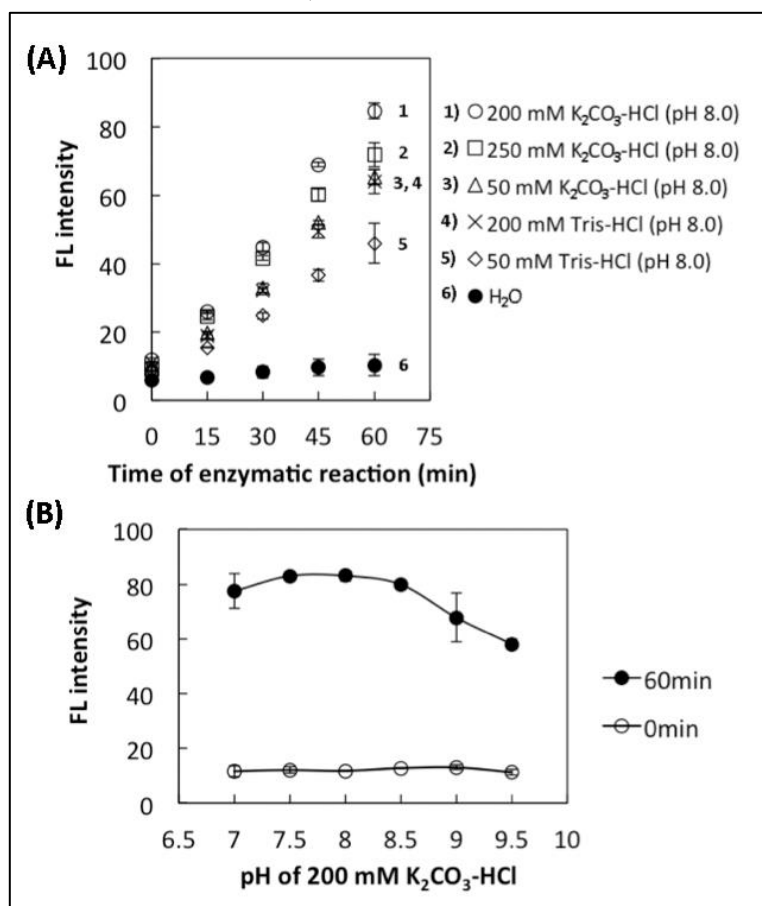 (A)
100
80
60
40
20
0
FL intensity
1
2
3, 4
5
6
0 15 30 45 60 75
Time of enzymatic reaction (min)
1) 200 mM K₂CO₃-HCl (pH 8.0)
2) 250 mM K₂CO₃-HCl (pH 8.0)
3) 50 mM K₂CO₃-HCl (pH 8.0)
4) 200 mM Tris-HCl (pH 8.0)
5) 50 mM Tris-HCl (pH 8.0)
6) H₂O
(B)
100
80
60
40
20
0
FL intensity
6.5 7 7.5 8 8.5 9 9.5 10
pH of 200 mM K₂CO₃-HCl
60min
0min